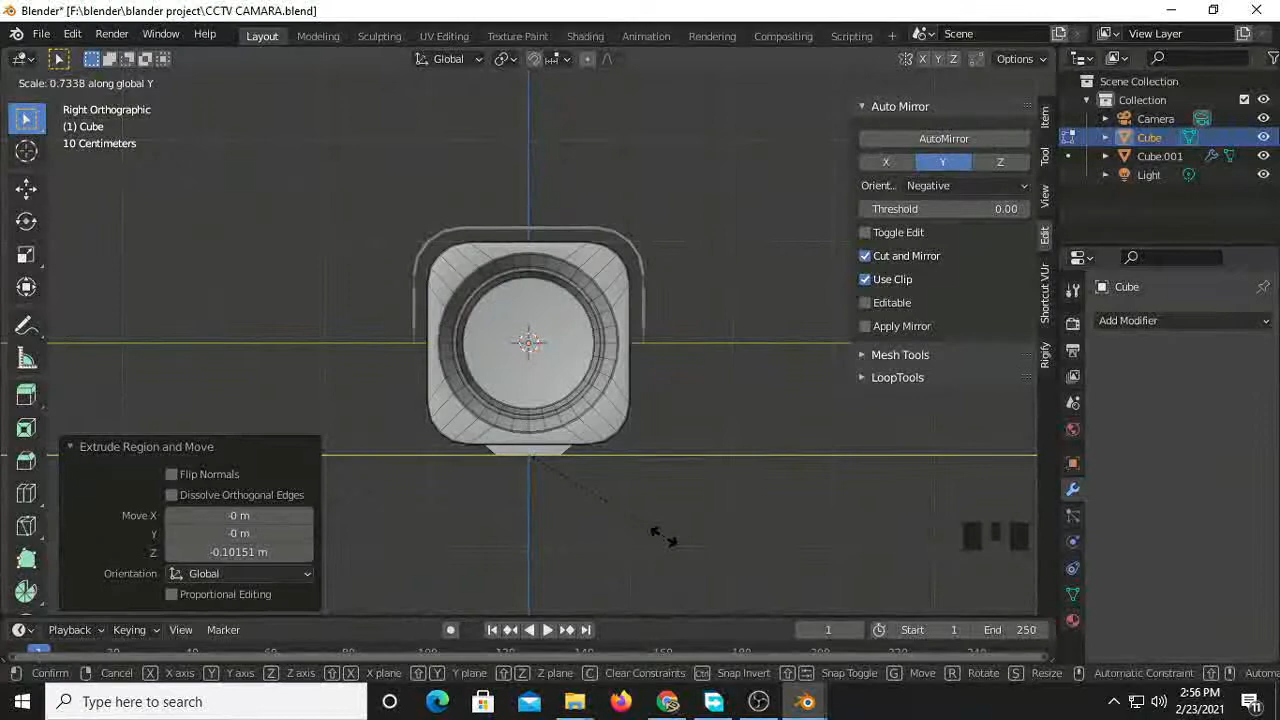 Blender* [F:\blender\blander project\CCTV CAMARA.blend]
File Edit Render Window Help Layout Modeling Sculpting UV Editing Texture Paint Shading Animation Rendering Compositing Scripting Scene View Layer
Global X Y Z Options
Scale: 0.7338 along global Y
Right Orthographic
(1) Cube
10 Centimeters
Auto Mirror
AutoMirror
X Y Z
Orient... Negative
Threshold 0.00
Toggle Edit
Cut and Mirror
Use Clip
Editable
Apply Mirror
Mesh Tools
LoopTools
Item
Tool
View
Edit
Shortcut VUr
Rigify
Scene Collection
Collection
Camera
Cube
Cube.001
Light
Cube
Add Modifier
Extrude Region and Move
Flip Normals
Dissolve Orthogonal Edges
Move X -0 m
y -0 m
Z -0.10151 m
Orientation Global
Proportional Editing
Playback Keying View Marker 1 Start 1 End 250
Confirm Cancel X X axis Y Y axis Z Z axis X X plane Y Y plane Z Z plane C Clear Constraints Snap Invert Snap Toggle G Move R Rotate S Resize Automatic Constraint Automa
Type here to search
2:56 PM
2/23/2021
11